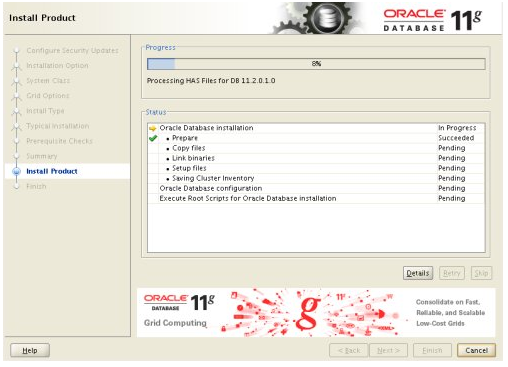 Install Product
ORACLE 11g
DATABASE
Configure Security Updates
Installation Option
System Class
Grid Options
Install Type
Typical Installation
Prerequisite Checks
Summary
Install Product
Finish
Progress
8%
Processing HAS Files for DB 11.2.0.1.0
Status
Oracle Database installation In Progress
• Prepare Succeeded
• Copy files Pending
• Link binaries Pending
• Setup files Pending
• Saving Cluster Inventory Pending
Oracle Database configuration Pending
Execute Root Scripts for Oracle Database installation Pending
Details Retry Skip
ORACLE 11g
DATABASE
Grid Computing
g
11g
Consolidate on Fast,
Reliable, and Scalable
Low-Cost Grids
Help < Back Next > Finish Cancel